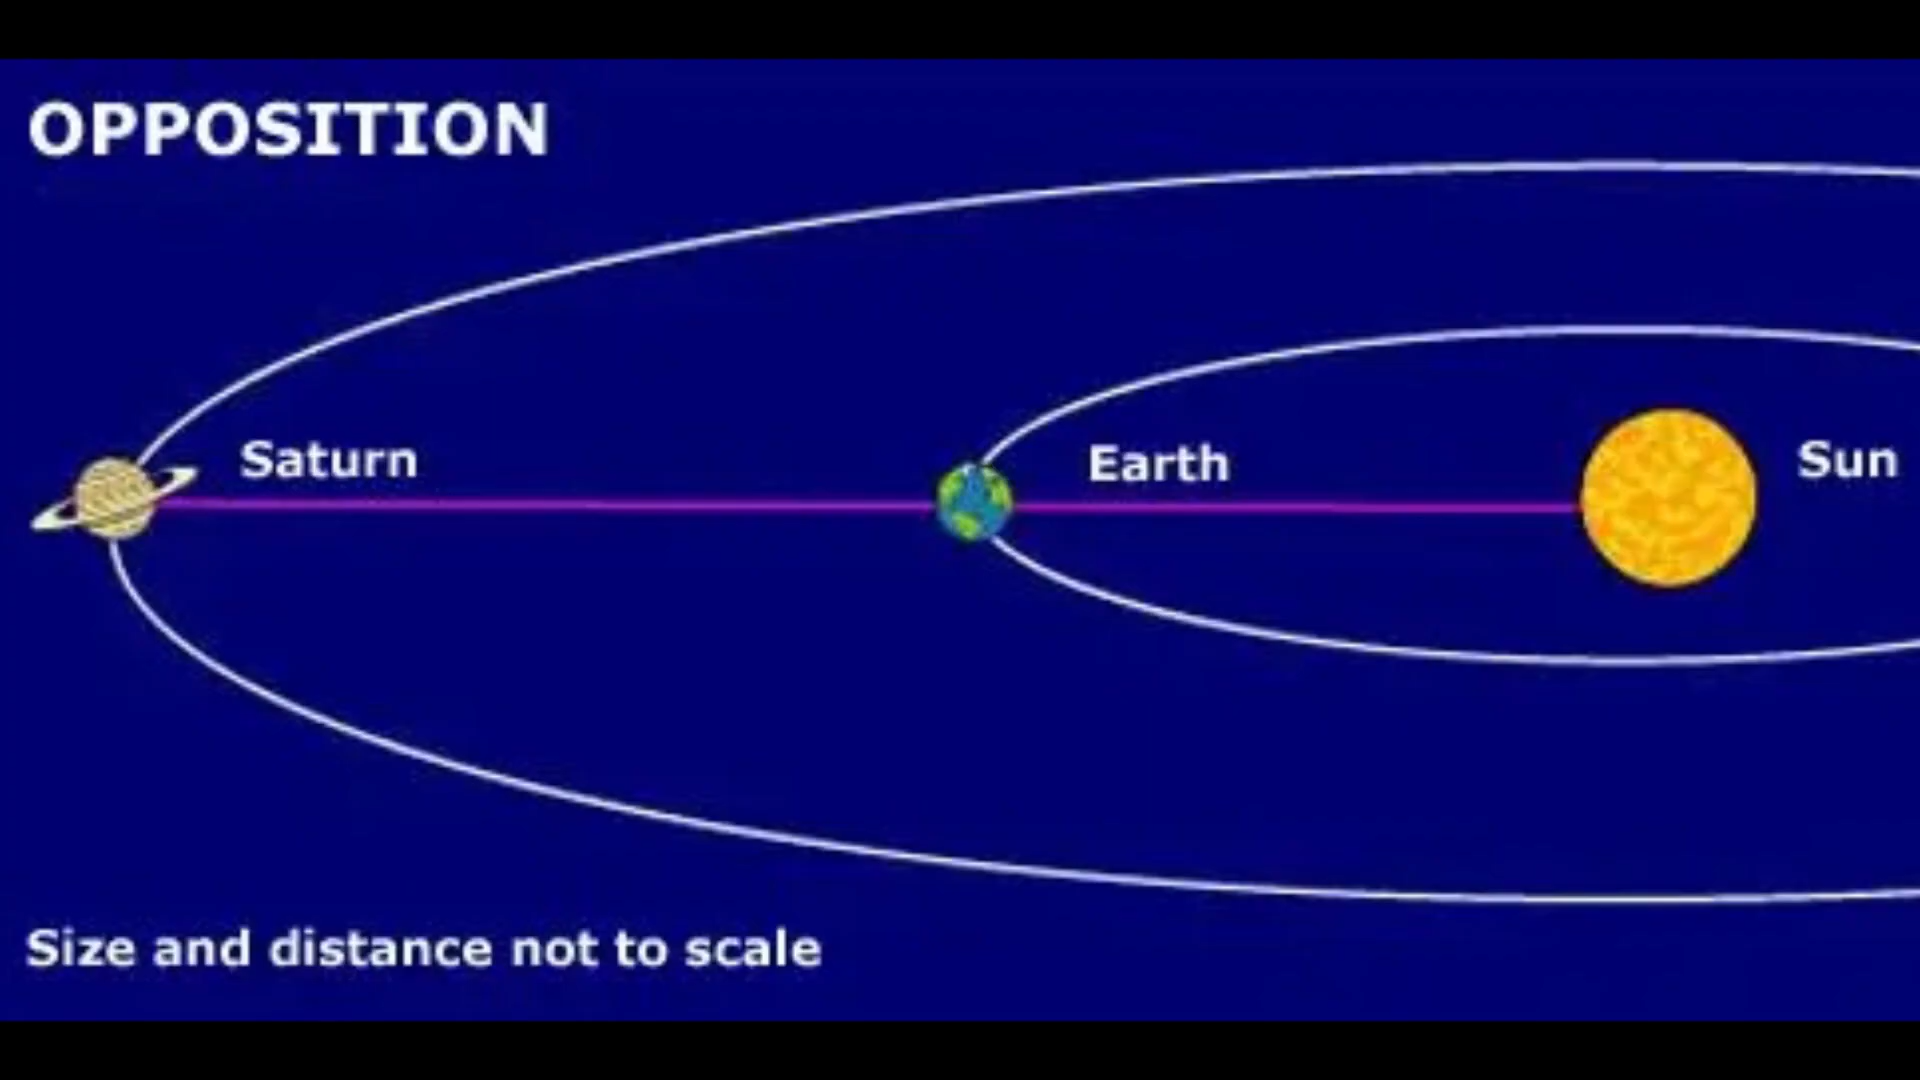 OPPOSITION
Saturn
Earth
Sun
Size and distance not to scale